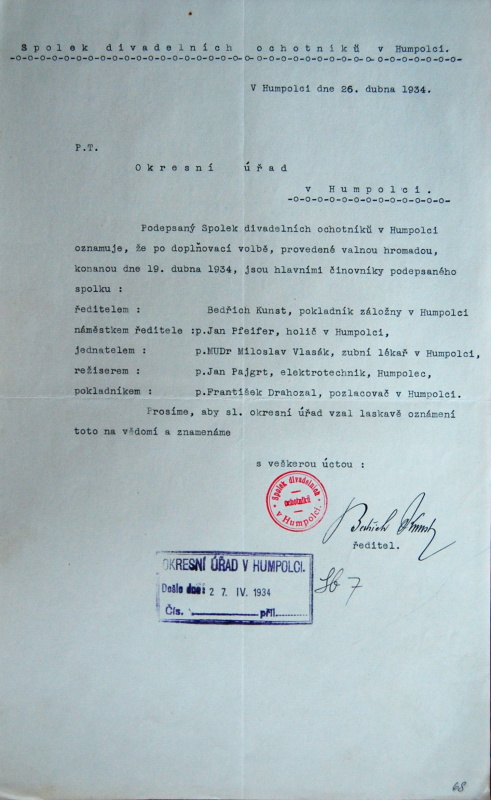 Spolek divadelních ochotníků v Humpolci.
-o-o-o-o-o-o-o-o-o-o-o-o-o-o-o-o-o-o-o-o-o-o-o-o-o-o-o-o-o-o-o-o-o-o-o-o-
V Humpolci dne 26. dubna 1934.
P.T.
Okresní úřad
v Humpolci.
-o-o-o-o-o-o-o-o-o-o-o-o-
Podepsaný Spolek divadelních ochotníků v Humpolci
oznamuje, že po doplňovací volbě, provedené valnou hromadou,
konanou dne 19. dubna 1934, jsou hlavními činovníky podepsaného
spolku :
ředitelem : Bedřich Kunst, pokladník záložny v Humpolci
náměstkem ředitele :p.Jan Pfeifer, holič v Humpolci,
jednatelem : p.MUDr Miloslav Vlasák, zubní lékař v Humpolci,
režiserem : p.Jan Pajgrt, elektrotechnik, Humpolec,
pokladníkem : p.František Drahozal, pozlacovač v Humpolci.
Prosíme, aby sl. okresní úřad vzal laskavě oznámení
toto na vědomí a znamenáme
s veškerou úctou :
Spolek divadelních
ochotníků
v Humpolci.
Bedřich Kunst
ředitel.
OKRESNÍ ÚŘAD V HUMPOLCI.
Došlo dne: 27. IV. 1934
Čís. příl.
7
68